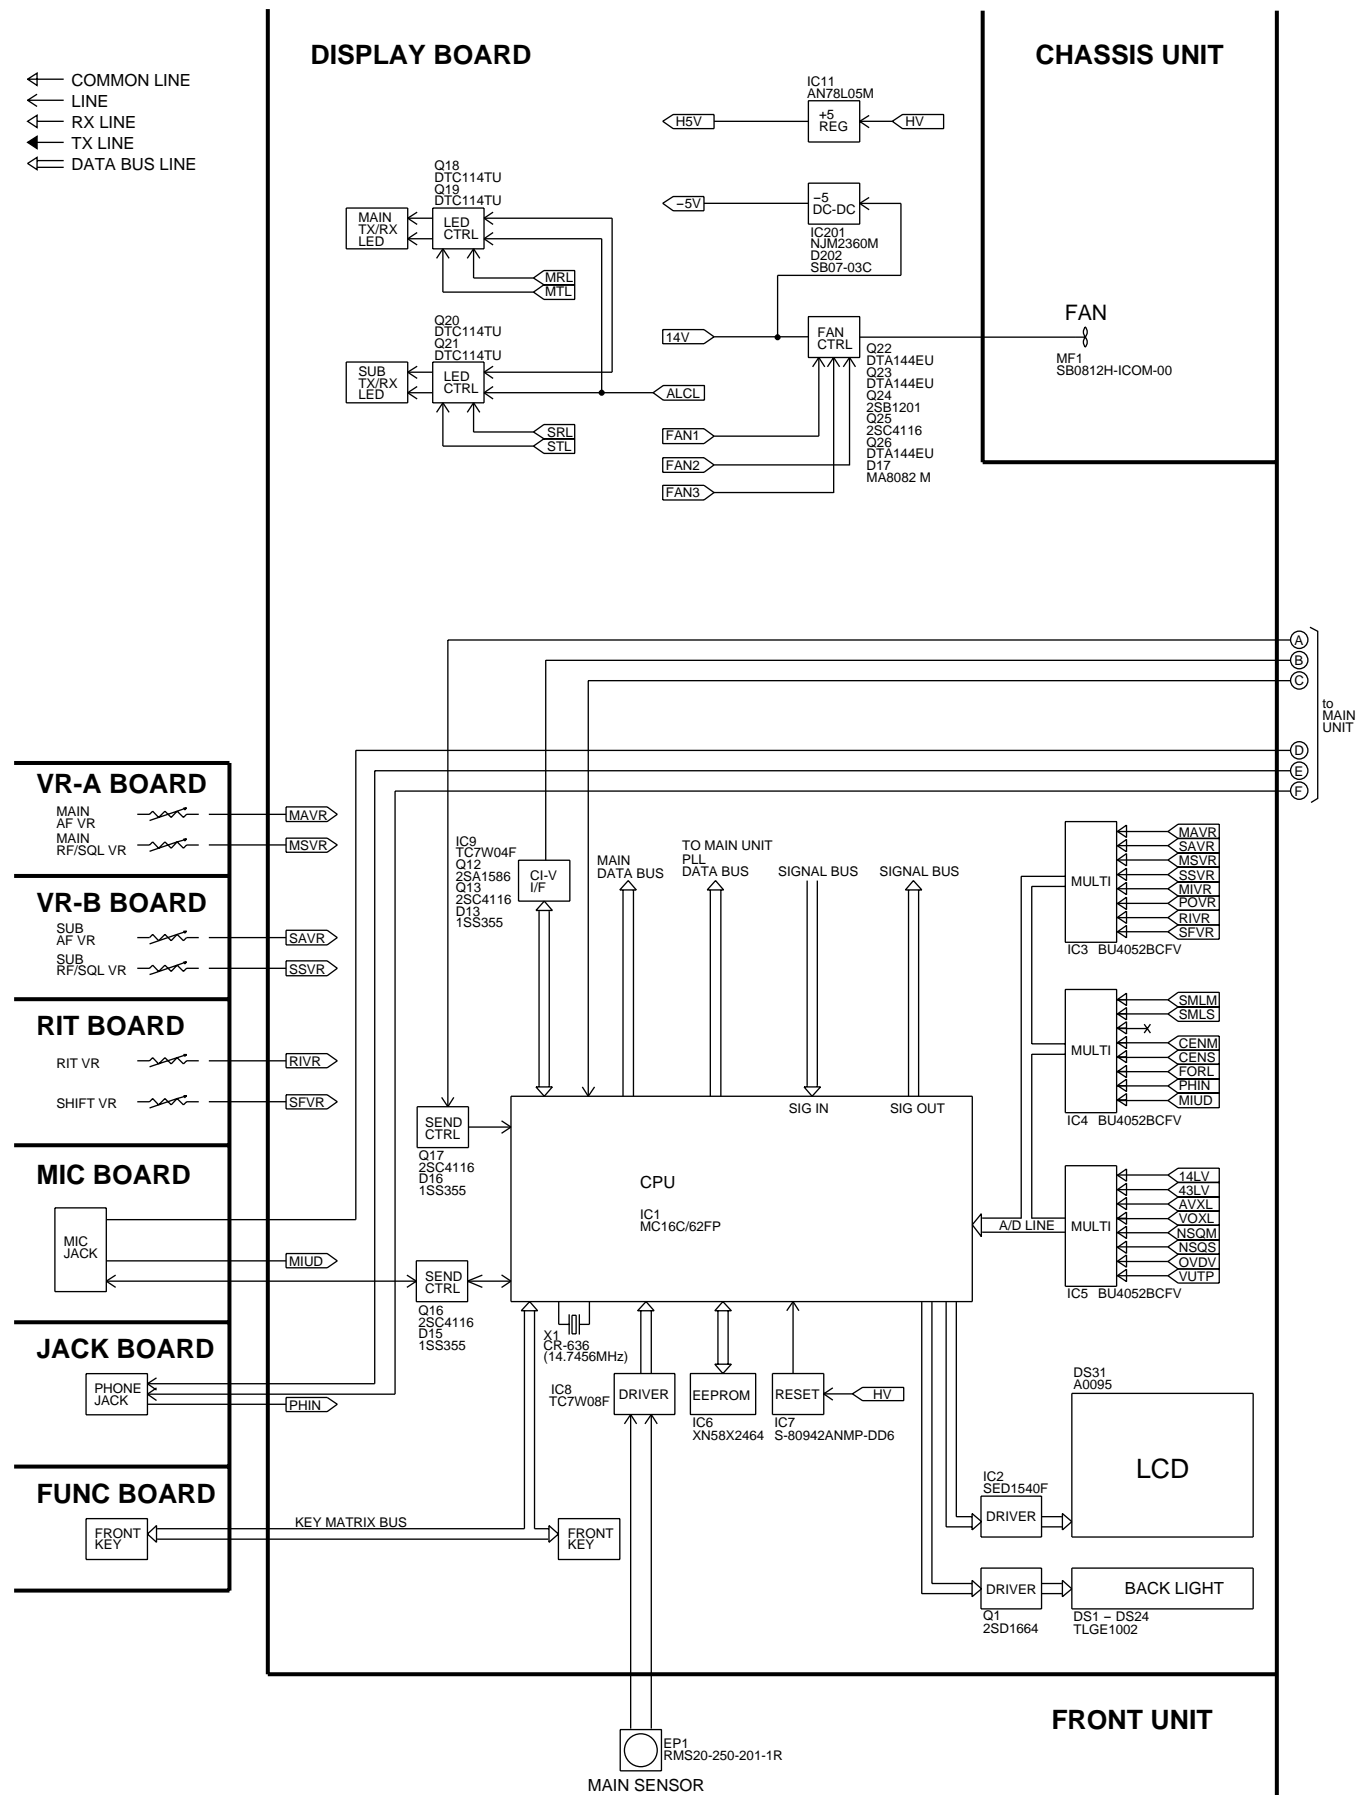 DISPLAY BOARD
CHASSIS UNIT
COMMON LINE
LINE
RX LINE
TX LINE
DATA BUS LINE
IC11
AN78L05M
H5V
+5
REG
HV
−5V
−5
DC-DC
IC201
NJM2360M
D202
SB07-03C
Q18
DTC114TU
Q19
DTC114TU
MAIN
TX/RX
LED
LED
CTRL
MRL
MTL
Q20
DTC114TU
Q21
DTC114TU
SUB
TX/RX
LED
LED
CTRL
ALCL
SRL
STL
14V
FAN
CTRL
FAN1
FAN2
FAN3
Q22
DTA144EU
Q23
DTA144EU
Q24
2SB1201
Q25
2SC4116
Q26
DTA144EU
D17
MA8082 M
FAN
MF1
SB0812H-ICOM-00
A
B
C
D
E
F
to
MAIN
UNIT
VR-A BOARD
MAIN
AF VR
MAIN
RF/SQL VR
MAVR
MSVR
VR-B BOARD
SUB
AF VR
SUB
RF/SQL VR
SAVR
SSVR
RIT BOARD
RIT VR
SHIFT VR
RIVR
SFVR
MIC BOARD
MIC
JACK
MIUD
JACK BOARD
PHONE
JACK
PHIN
FUNC BOARD
FRONT
KEY
KEY MATRIX BUS
FRONT
KEY
IC9
TC7W04F
Q12
2SA1586
Q13
2SC4116
D13
1SS355
CI-V
I/F
MAIN
DATA BUS
TO MAIN UNIT
PLL
DATA BUS
SIGNAL BUS
SIGNAL BUS
SIG IN
SIG OUT
SEND
CTRL
Q17
2SC4116
D16
1SS355
CPU
IC1
MC16C/62FP
A/D LINE
SEND
CTRL
Q16
2SC4116
D15
1SS355
X1
CR-636
(14.7456MHz)
IC8
TC7W08F
DRIVER
EEPROM
IC6
XN58X2464
RESET
HV
IC7
S-80942ANMP-DD6
MULTI
MAVR
SAVR
MSVR
SSVR
MIVR
POVR
RIVR
SFVR
IC3 BU4052BCFV
MULTI
SMLM
SMLS
CENM
CENS
FORL
PHIN
MIUD
IC4 BU4052BCFV
MULTI
14LV
43LV
AVXL
VOXL
NSQM
NSQS
OVDV
VUTP
IC5 BU4052BCFV
DS31
A0095
LCD
IC2
SED1540F
DRIVER
DRIVER
Q1
2SD1664
BACK LIGHT
DS1 − DS24
TLGE1002
FRONT UNIT
EP1
RMS20-250-201-1R
MAIN SENSOR